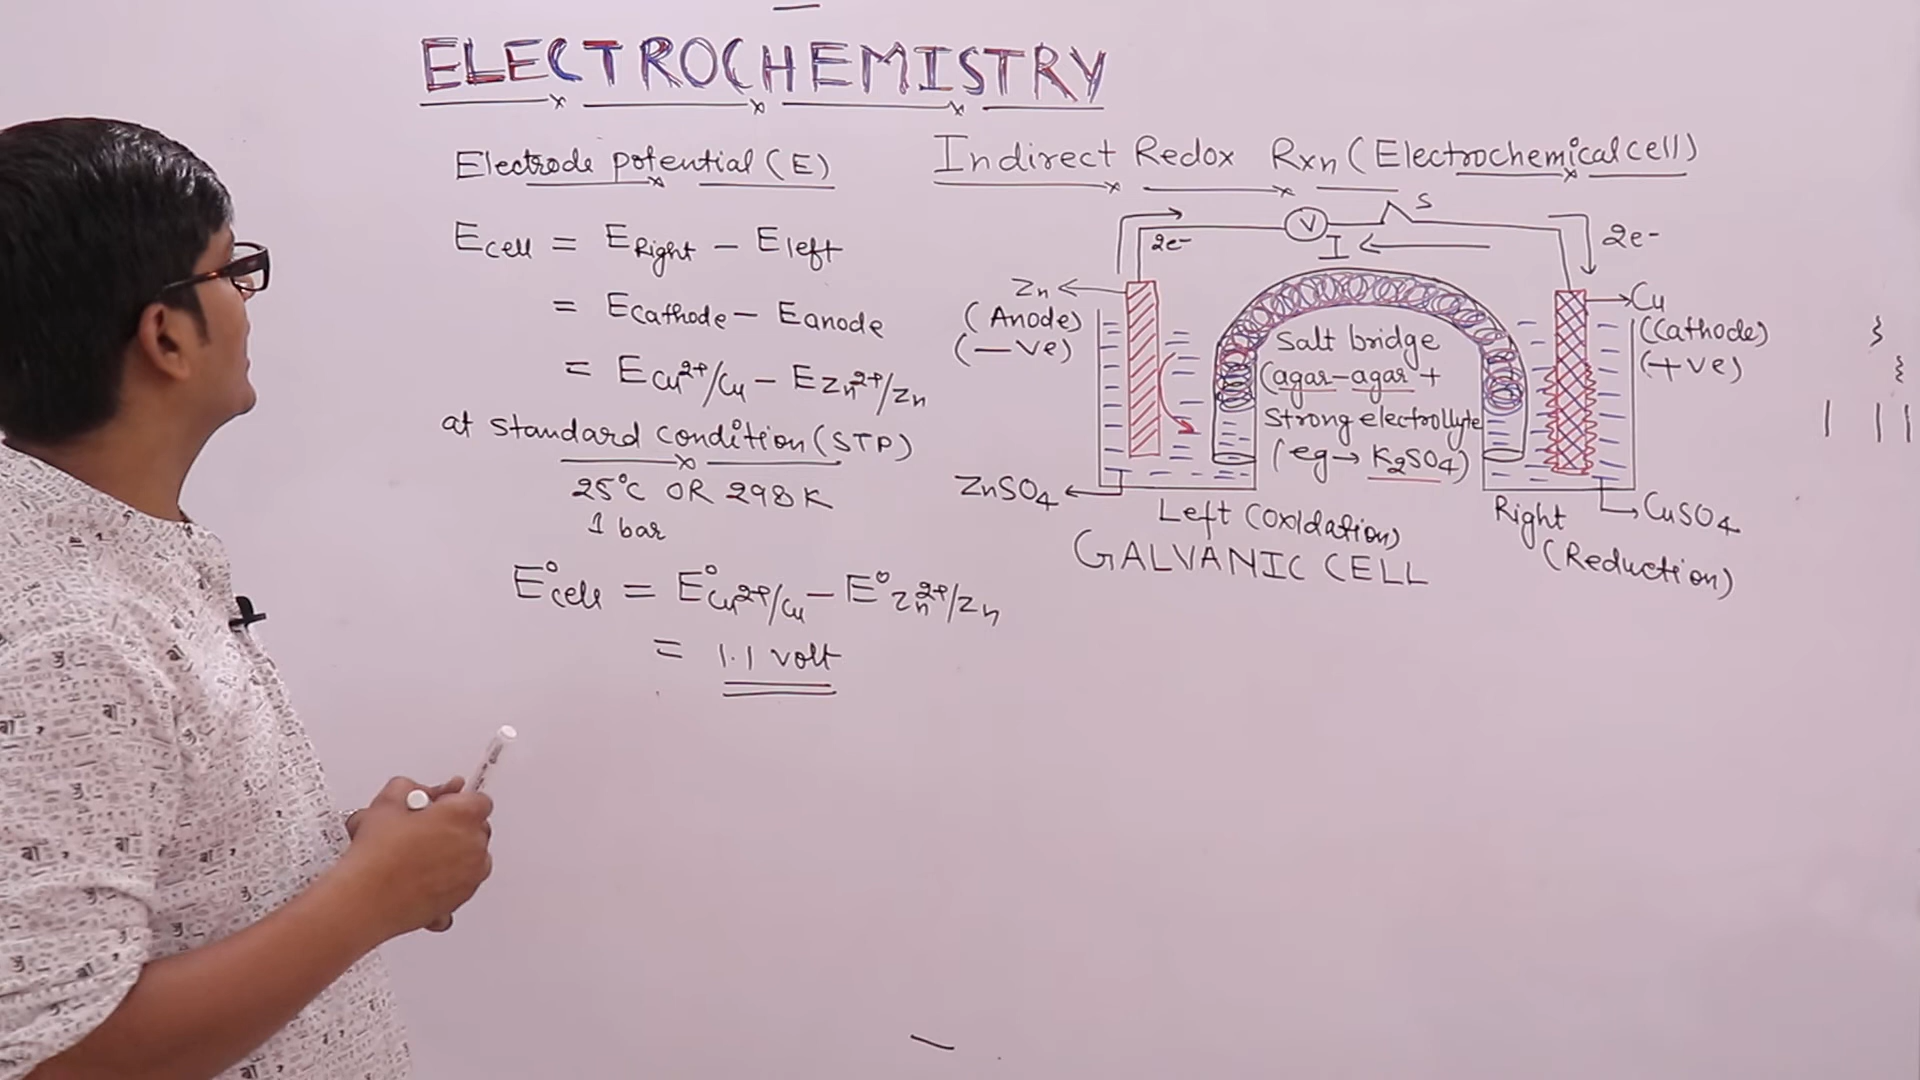 ELECTROCHEMISTRY
Electrode potential (E)
Ecell = ERight - Eleft
= Ecathode - Eanode
= ECu2+/Cu - EZn2+/Zn
at standard condition (STP)
25°C OR 298K
1 bar
E°cell = E°Cu2+/Cu - E°Zn2+/Zn
= 1.1 volt
Indirect Redox Rxn (Electrochemical cell)
S
V
2e-
I
2e-
Zn
(Anode)
(-ve)
Cu
(Cathode)
(+ve)
Salt bridge
(agar-agar +
Strong electrollyte
(eg → K2SO4)
ZnSO4
CuSO4
Left (Oxidation)
Right
(Reduction)
GALVANIC CELL